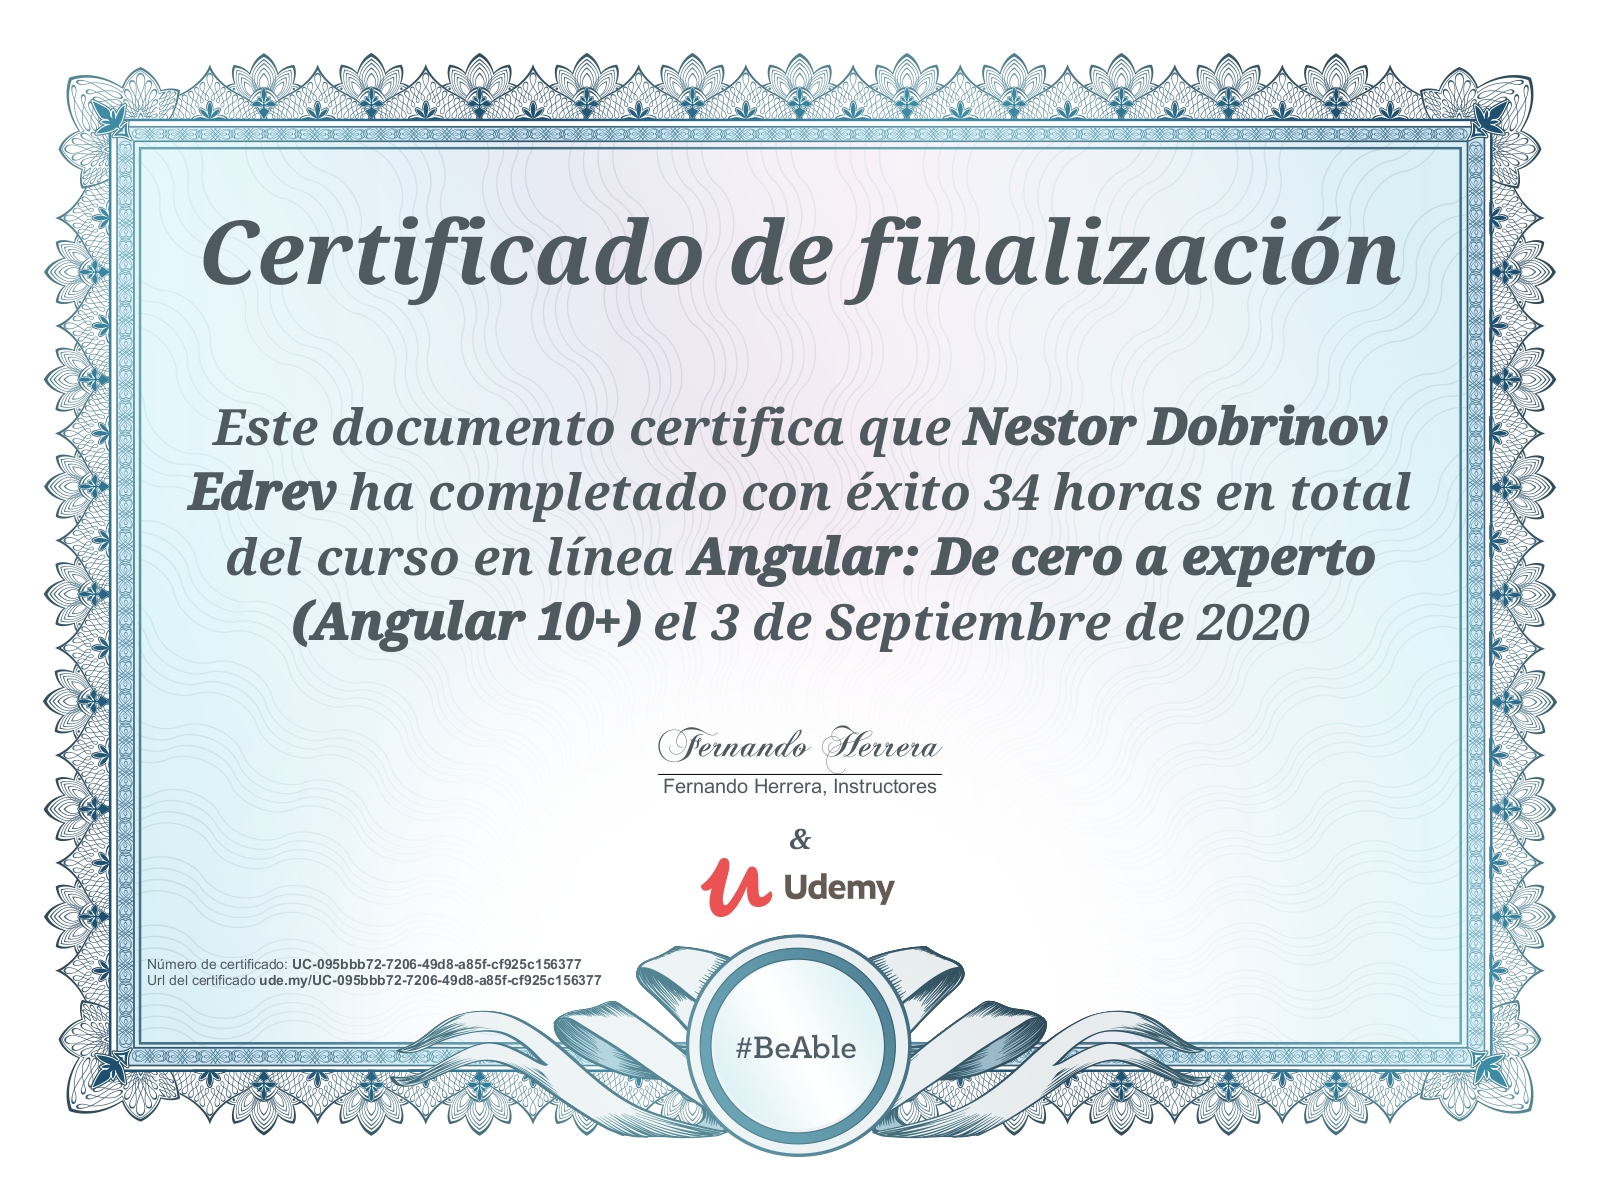 Certificado de finalización
Este documento certifica que Nestor Dobrinov
Edrev ha completado con éxito 34 horas en total
del curso en línea Angular: De cero a experto
(Angular 10+) el 3 de Septiembre de 2020
Fernando Herrera
Fernando Herrera, Instructores
&
Udemy
Número de certificado: UC-095bbb72-7206-49d8-a85f-cf925c156377
Url del certificado ude.my/UC-095bbb72-7206-49d8-a85f-cf925c156377
#BeAble